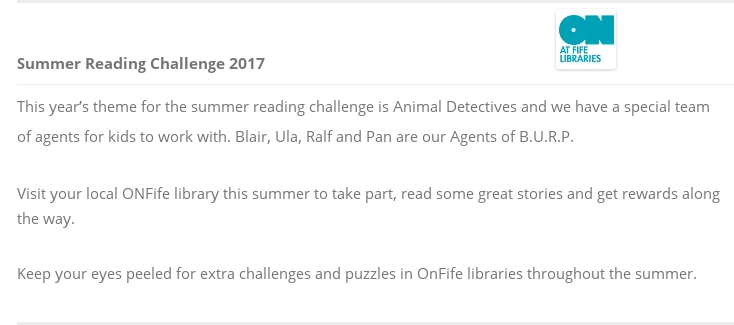 ON
AT FIFE
LIBRARIES
Summer Reading Challenge 2017
This year’s theme for the summer reading challenge is Animal Detectives and we have a special team
of agents for kids to work with. Blair, Ula, Ralf and Pan are our Agents of B.U.R.P.
Visit your local ONFife library this summer to take part, read some great stories and get rewards along
the way.
Keep your eyes peeled for extra challenges and puzzles in OnFife libraries throughout the summer.